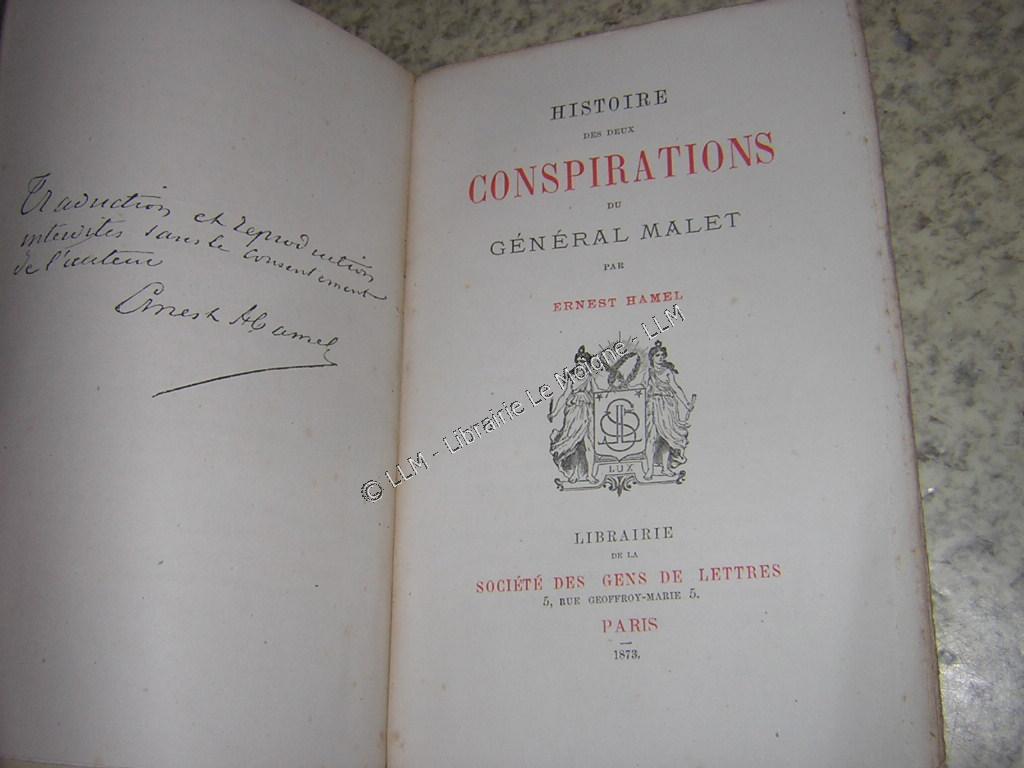 Traduction et reproduction
interdites sans le consentement
de l'auteur
Ernest Hamel
HISTOIRE
DES DEUX
CONSPIRATIONS
DU
GÉNÉRAL MALET
PAR
ERNEST HAMEL
LUX
LIBRAIRIE
DE LA
SOCIÉTÉ DES GENS DE LETTRES
5, RUE GEOFFROY-MARIE 5.
PARIS
1873.
© LLM - Librairie Le Moigne - LLM